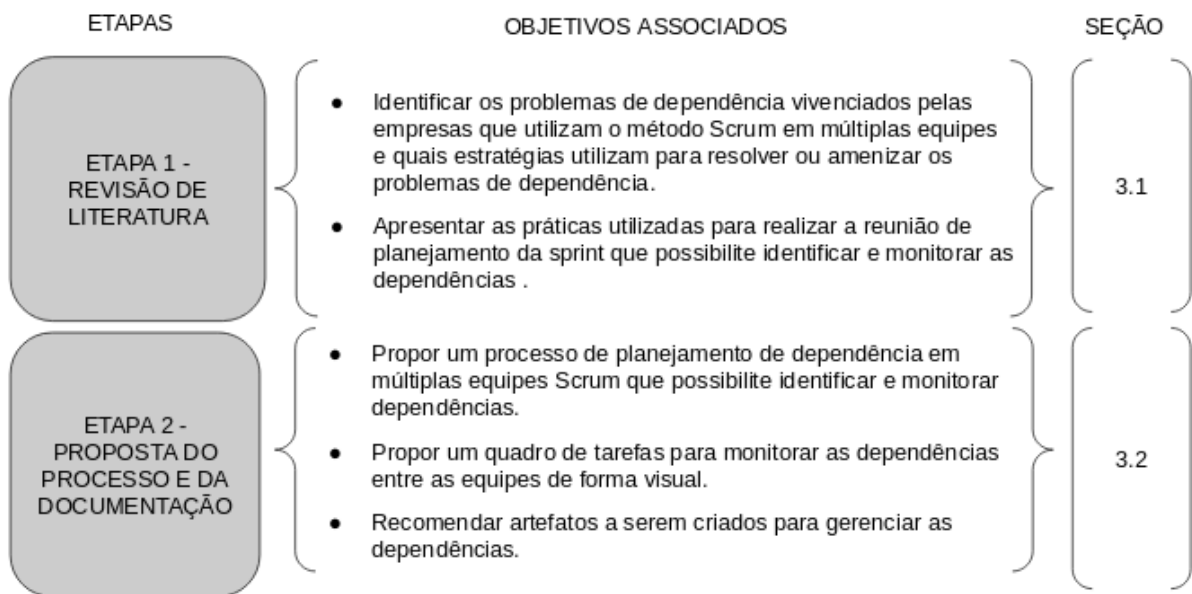 ETAPAS
OBJETIVOS ASSOCIADOS
SEÇÃO
ETAPA 1 -
REVISÃO DE
LITERATURA
● Identificar os problemas de dependência vivenciados pelas
empresas que utilizam o método Scrum em múltiplas equipes
e quais estratégias utilizam para resolver ou amenizar os
problemas de dependência.
● Apresentar as práticas utilizadas para realizar a reunião de
planejamento da sprint que possibilite identificar e monitorar as
dependências .
3.1
ETAPA 2 -
PROPOSTA DO
PROCESSO E DA
DOCUMENTAÇÃO
● Propor um processo de planejamento de dependência em
múltiplas equipes Scrum que possibilite identificar e monitorar
dependências.
● Propor um quadro de tarefas para monitorar as dependências
entre as equipes de forma visual.
● Recomendar artefatos a serem criados para gerenciar as
dependências.
3.2